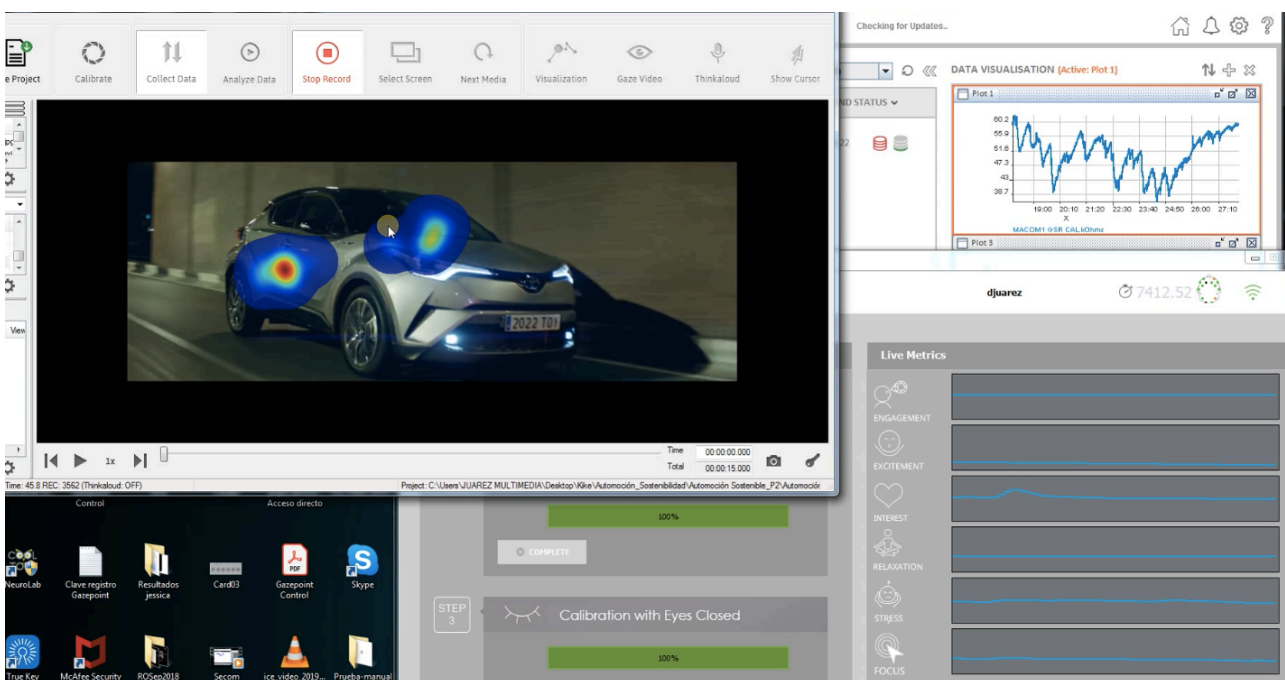 Checking for Updates..
e Project
Calibrate
Collect Data
Analyze Data
Stop Record
Select Screen
Next Media
Visualization
Gaze Video
Thinkaloud
Show Cursor
DATA VISUALISATION (Active: Plot 1)
ND STATUS
22
Plot 1
60.2
55.9
51.6
47.3
43.
38.7
19:00 20:10 21:20 22:30 23:40 24:50 26:00 27:10
X
MACOM1 GSR CAL kOhms
Plot 3
2022 TOY
View
djuarez
7412.52
Live Metrics
ENGAGEMENT
EXCITEMENT
INTEREST
RELAXATION
STRESS
FOCUS
1x
Time 00:00:00.000
Total 00:00:15.000
Time: 45.8 REC: 3562 (Thinkaloud: OFF)
Project: C:\Users\JUAREZ MULTIMEDIA\Desktop\Kike\Automoción_Sostenibilidad\Automoción Sostenible_P2\Automoción
Control
Acceso directo
100%
COMPLETE
NeuroLab
Clave registro
Gazepoint
Resultados
jessica
Card03
PDF
Gazepoint
Control
Skype
STEP
3
Calibration with Eyes Closed
100%
True Key
McAfee Security
ROSep2018
Secom
ice_video_2019...
Prueba-manual